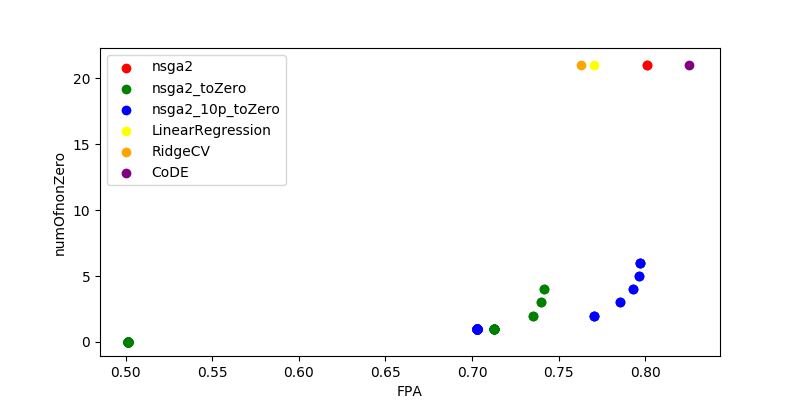 nsga2
nsga2_toZero
nsga2_10p_toZero
LinearRegression
RidgeCV
CoDE
numOfnonZero
20
15
10
5
0
0.50 0.55 0.60 0.65 0.70 0.75 0.80
FPA